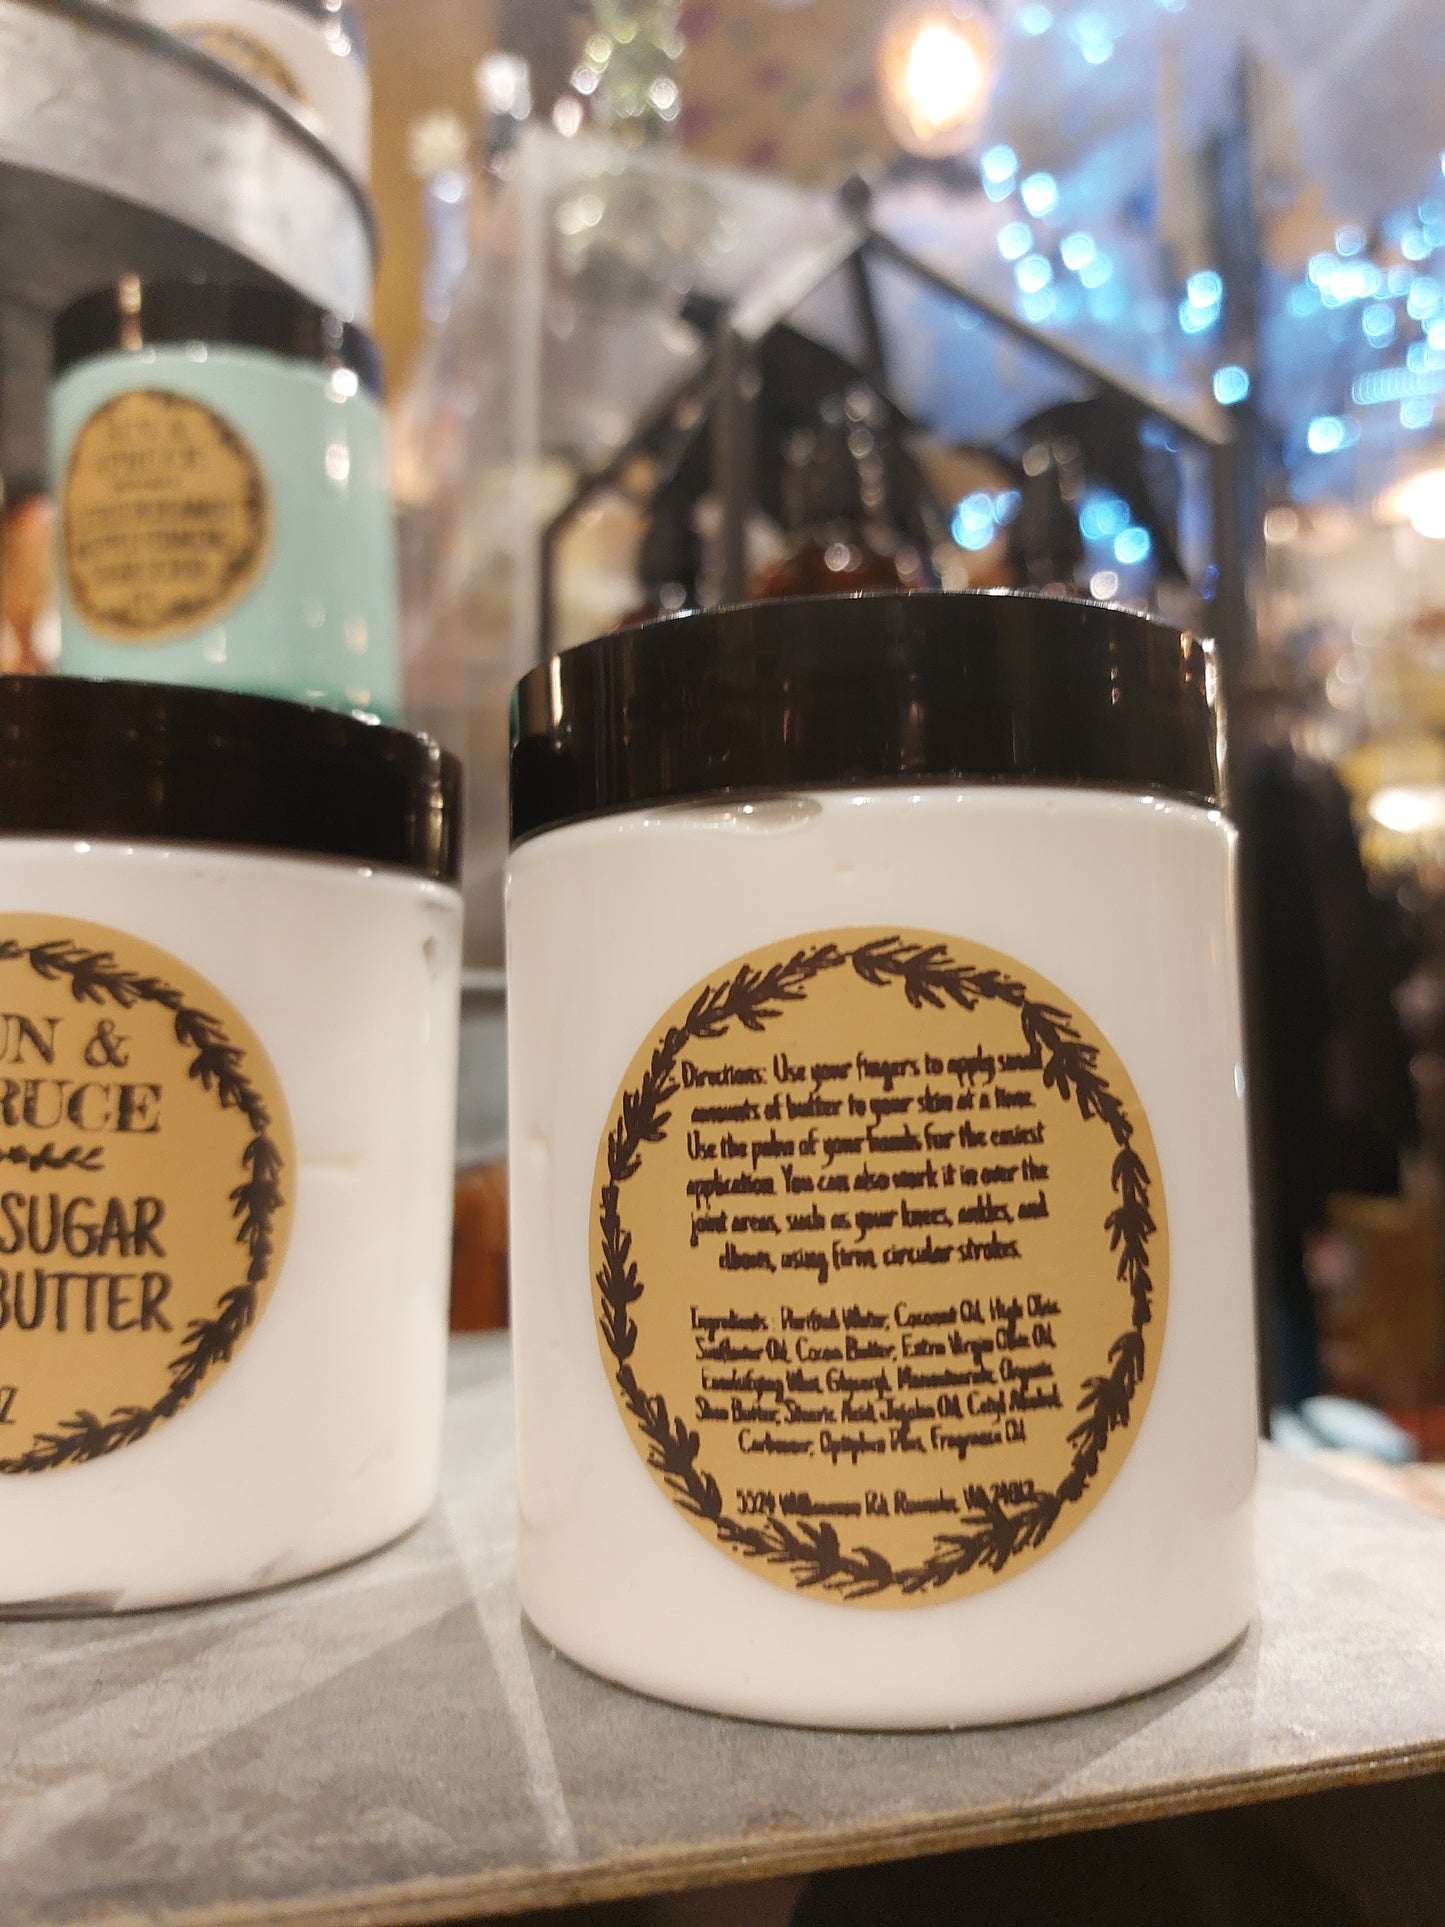 UN &
RUCE
SUGAR
BUTTER
Z
Directions: Use your fingers to apply small
amounts of butter to your skin at a time.
Use the palm of your hands for the easiest
application. You can also work it in over the
joint areas, such as your knees, ankles, and
elbows, using firm, circular strokes.
Ingredients: Purified Water, Coconut Oil, High Oleic
Sunflower Oil, Cocoa Butter, Extra Virgin Olive Oil,
Emulsifying Wax, Glyceryl Monostearate, Organic
Shea Butter, Stearic Acid, Jojoba Oil, Cetyl Alcohol,
Carbomer, Optiphen Plus, Fragrance Oil
Rd, Roanoke, VA 24012